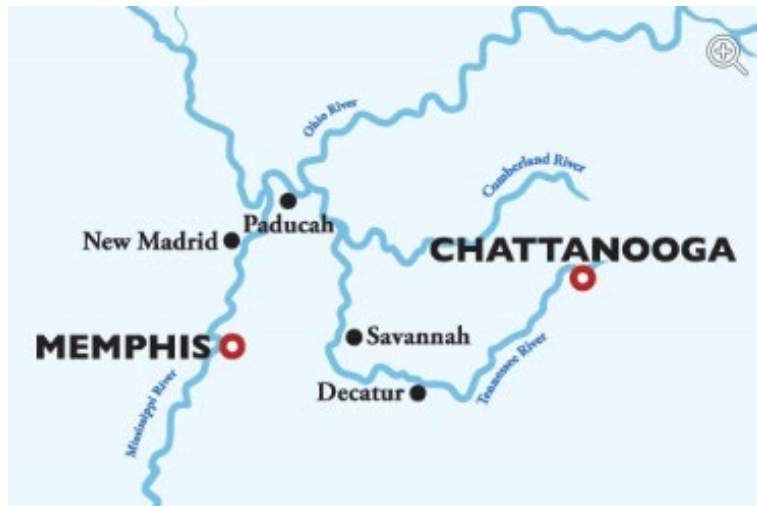 Ohio River
Cumberland River
Paducah
New Madrid
CHATTANOOGA
Savannah
MEMPHIS
Decatur
Tennessee River
Mississippi River